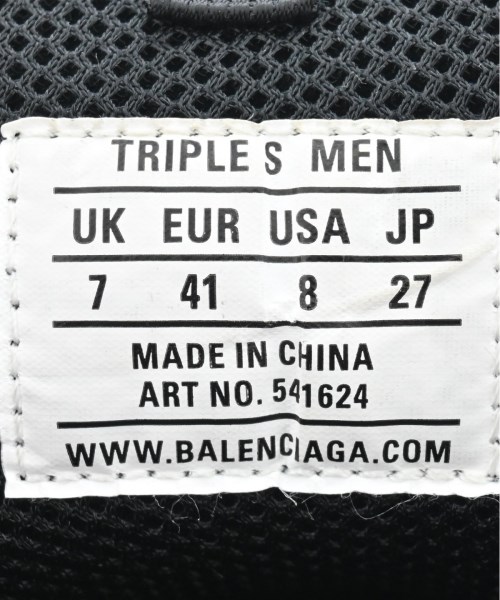 TRIPLE S MEN
UK EUR USA JP
7 41 8 27
MADE IN CHINA
ART NO. 541624
WWW.BALENCIAGA.COM